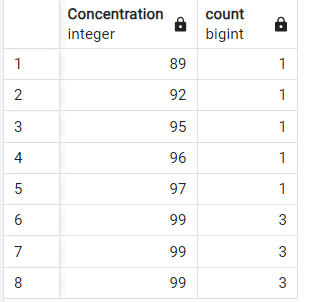 Concentration count
integer bigint
1 89 1
2 92 1
3 95 1
4 96 1
5 97 1
6 99 3
7 99 3
8 99 3